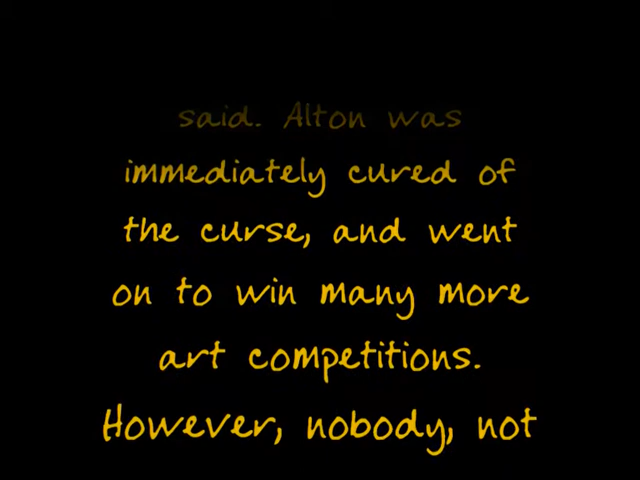 said. Alton was
immediately cured of
the curse, and went
on to win many more
art competitions.
However, nobody, not